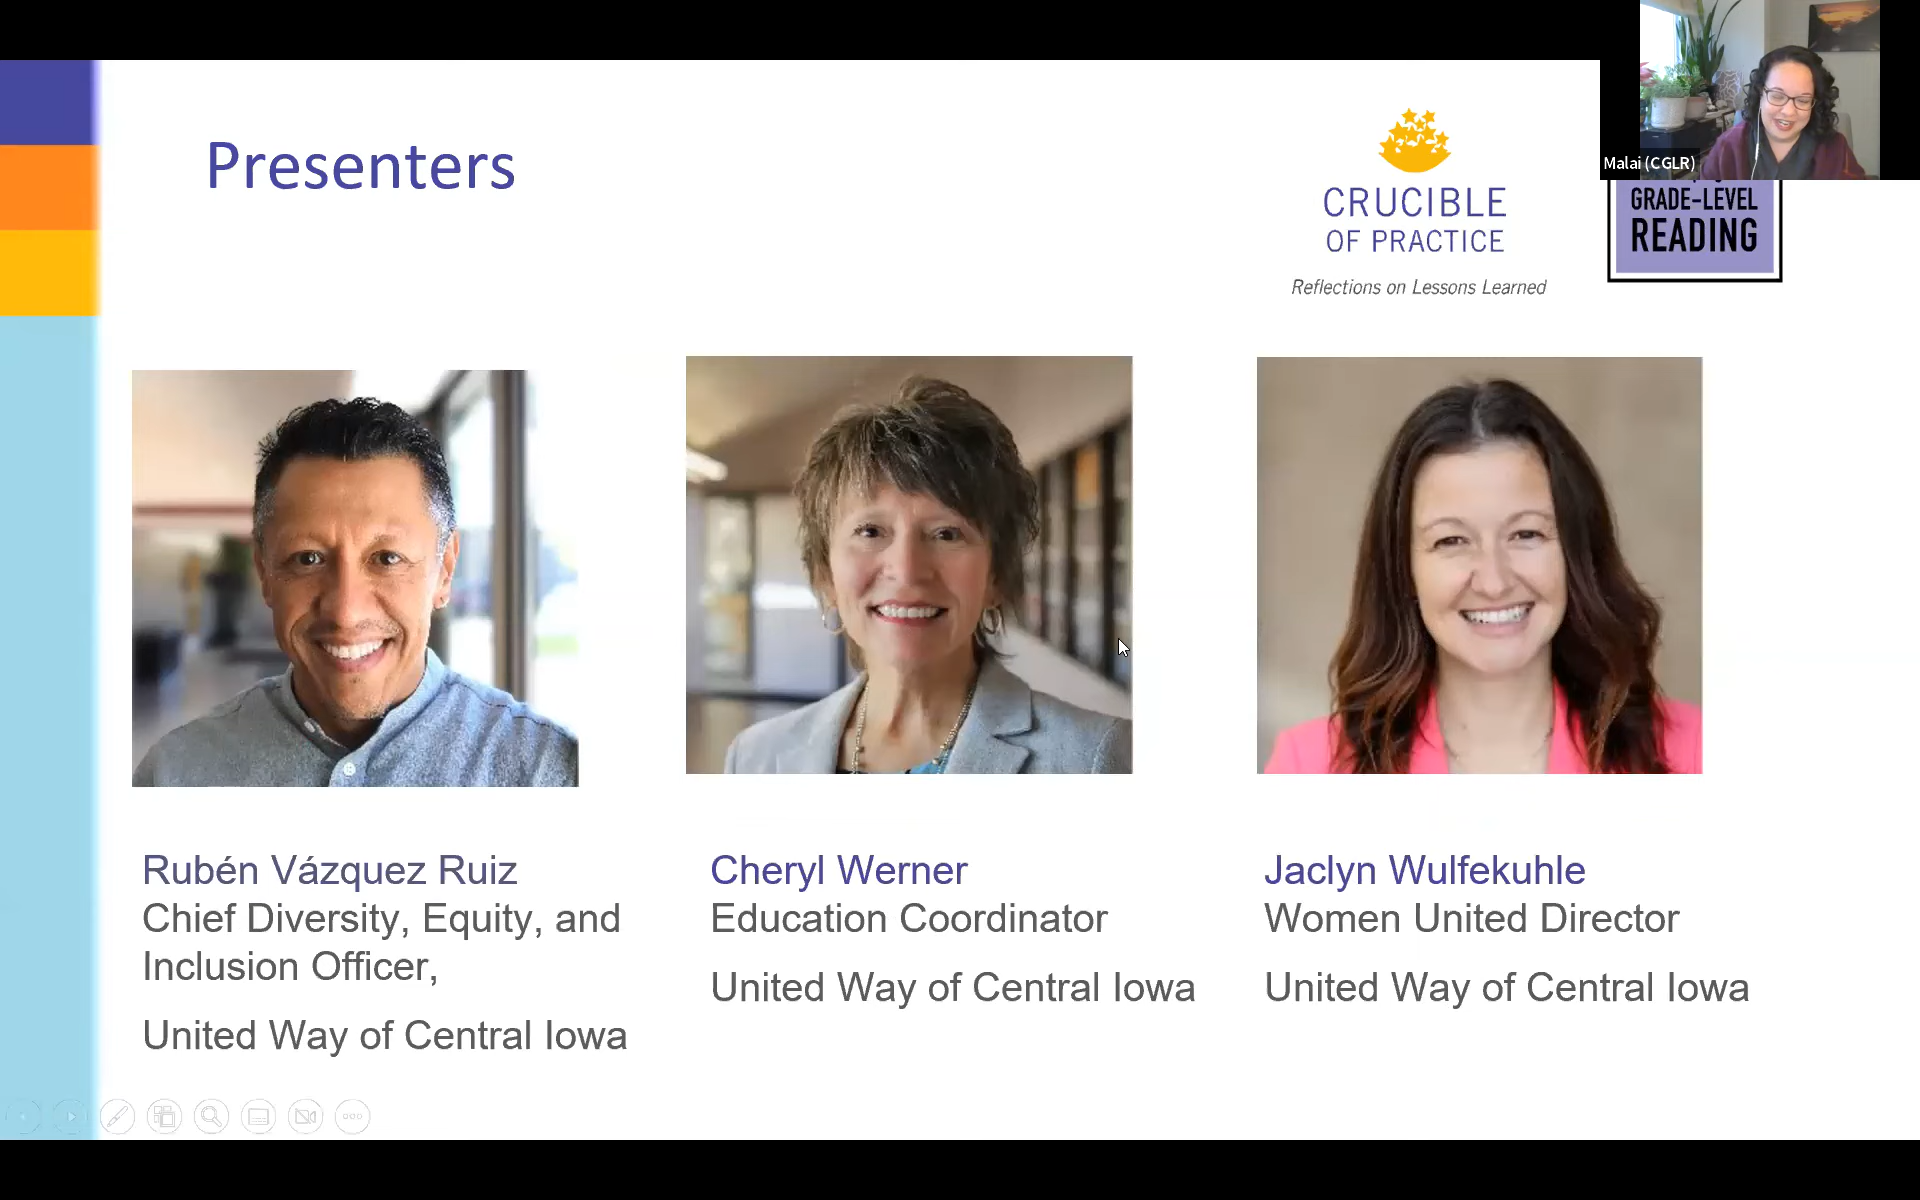 Presenters
CRUCIBLE
OF PRACTICE
Reflections on Lessons Learned
Malai (CGLR)
GRADE-LEVEL
READING
Rubén Vázquez Ruiz
Chief Diversity, Equity, and
Inclusion Officer,
United Way of Central Iowa
Cheryl Werner
Education Coordinator
United Way of Central Iowa
Jaclyn Wulfekuhle
Women United Director
United Way of Central Iowa